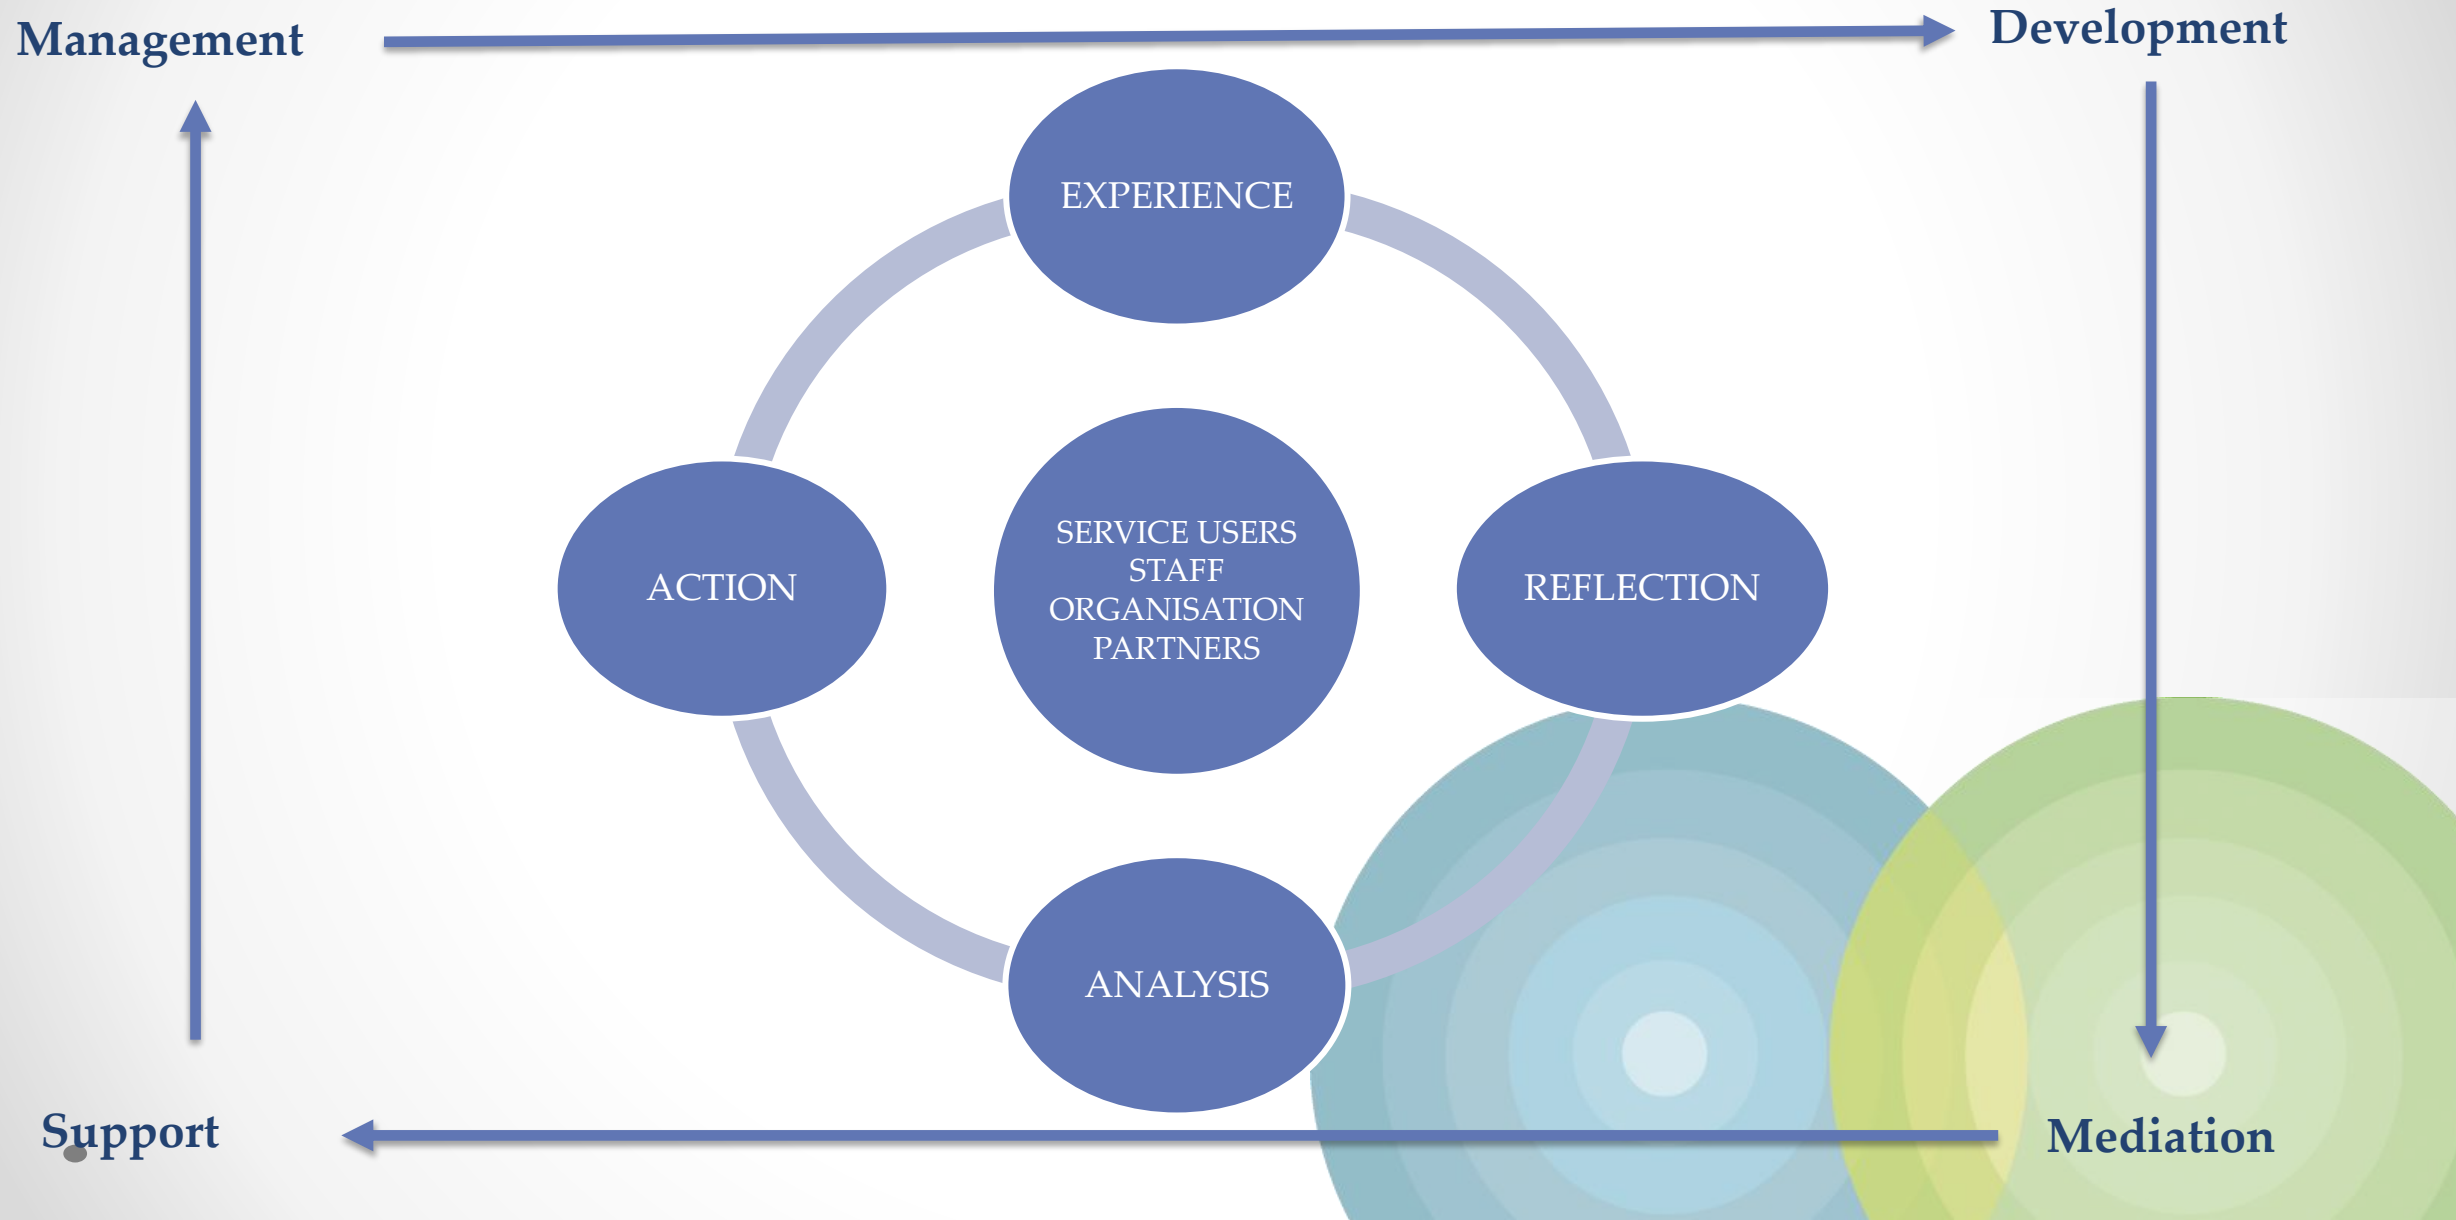 Management
Development
EXPERIENCE
ACTION
SERVICE USERS
STAFF
ORGANISATION
PARTNERS
REFLECTION
ANALYSIS
Support
Mediation